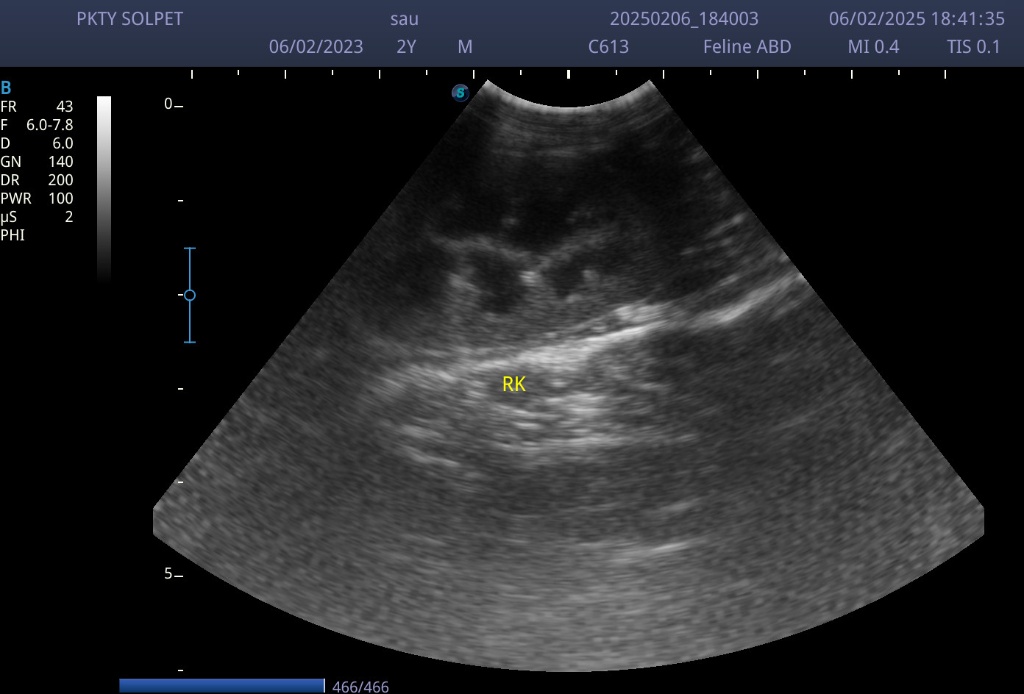 PKTY SOLPET sau 20250206_184003 06/02/2025 18:41:35
06/02/2023 2Y M C613 Feline ABD MI 0.4 TIS 0.1
B
FR 43
F 6.0-7.8
D 6.0
GN 140
DR 200
PWR 100
µS 2
PHI
S
0
RK
5
466/466